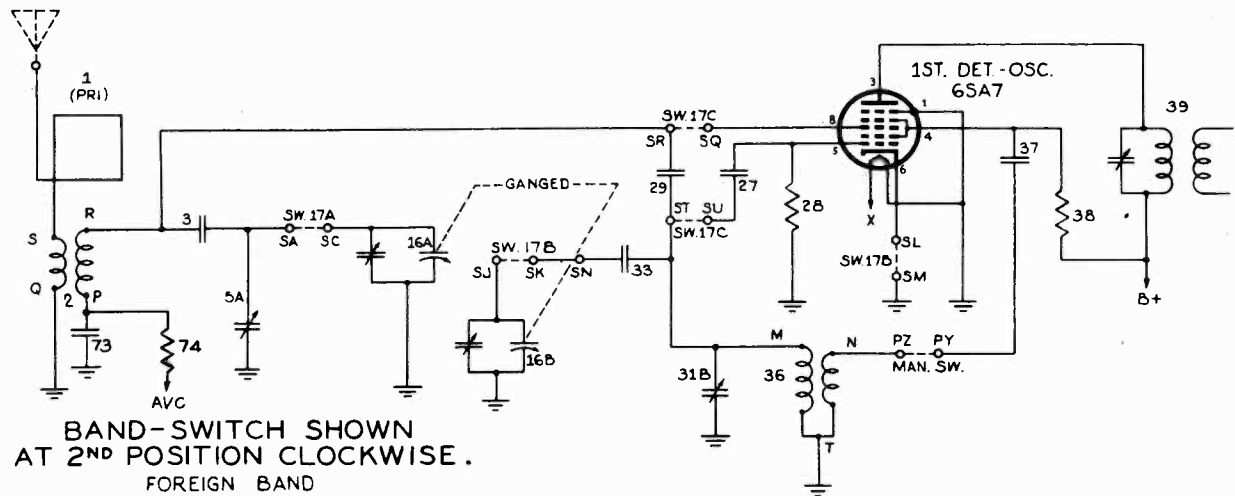 1
(PRI)
1ST. DET.-OSC.
6SA7
3
1
8
4
5
6
39
SW.17C
SR
SQ
37
29
27
GANGED
R
3
SW.17A
SA
SC
16A
S
28
ST
SU
SW.17C
38
X
SL
SW.17B
SM
SW.17B
SJ
SK
SN
33
Q
2
P
5A
B+
73
74
16B
M
N
PZ
PY
MAN. SW.
31B
36
T
AVC
BAND-SWITCH SHOWN
AT 2ND POSITION CLOCKWISE.
FOREIGN BAND